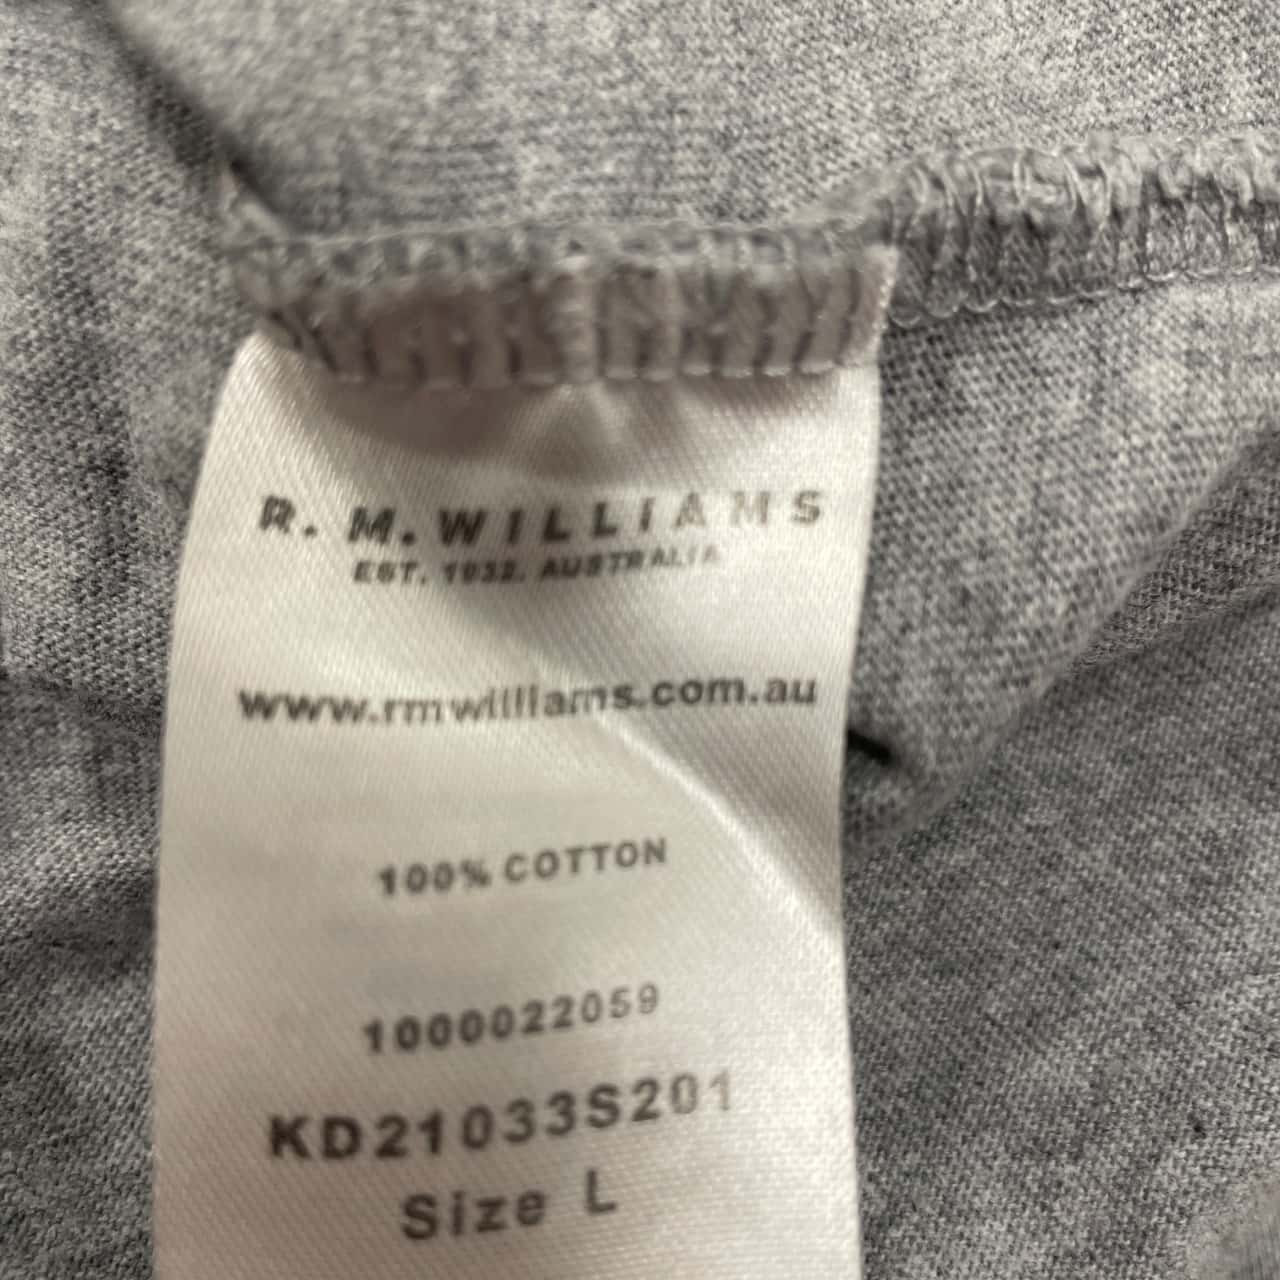 R. M. WILLIAMS
EST. 1932. AUSTRALIA
www.rmwilliams.com.au
100% COTTON
1000022059
KD21033S201
Size L